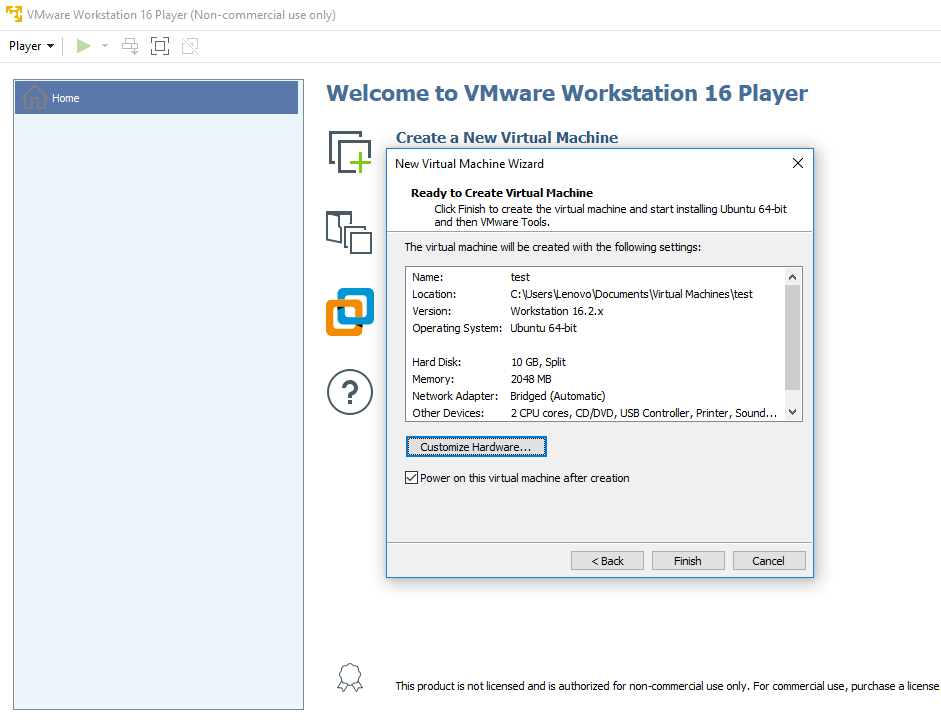 VMware Workstation 16 Player (Non-commercial use only)
Player
Home
Welcome to VMware Workstation 16 Player
Create a New Virtual Machine
New Virtual Machine Wizard
Ready to Create Virtual Machine
Click Finish to create the virtual machine and start installing Ubuntu 64-bit
and then VMware Tools.
The virtual machine will be created with the following settings:
Name: test
Location: C:\Users\Lenovo\Documents\Virtual Machines\test
Version: Workstation 16.2.x
Operating System: Ubuntu 64-bit
Hard Disk: 10 GB, Split
Memory: 2048 MB
Network Adapter: Bridged (Automatic)
Other Devices: 2 CPU cores, CD/DVD, USB Controller, Printer, Sound...
Customize Hardware...
Power on this virtual machine after creation
< Back Finish Cancel
?
This product is not licensed and is authorized for non-commercial use only. For commercial use, purchase a license